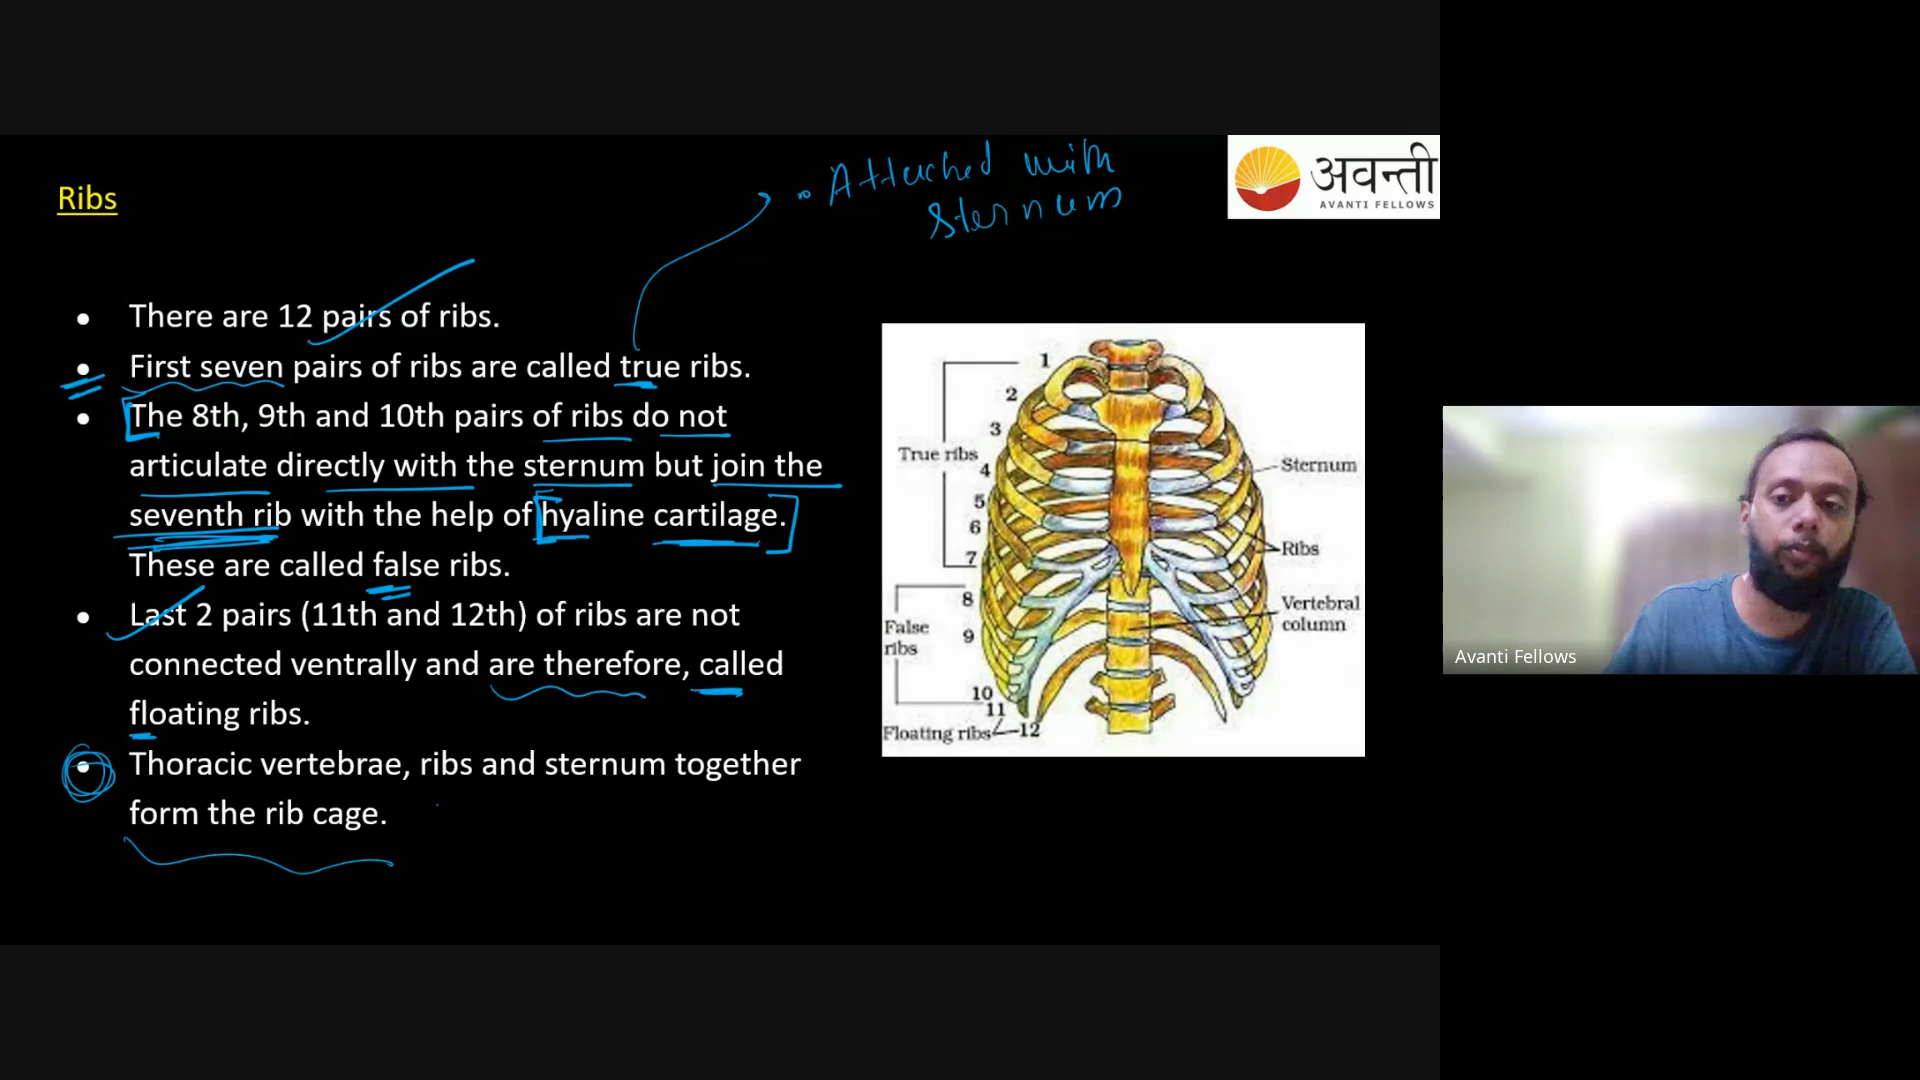 Attached with
Sternum
अवन्ती
AVANTI FELLOWS
Ribs
There are 12 pairs of ribs.
First seven pairs of ribs are called true ribs.
The 8th, 9th and 10th pairs of ribs do not
articulate directly with the sternum but join the
seventh rib with the help of hyaline cartilage.
These are called false ribs.
Last 2 pairs (11th and 12th) of ribs are not
connected ventrally and are therefore, called
floating ribs.
Thoracic vertebrae, ribs and sternum together
form the rib cage.
1
2
3
True ribs
4
Sternum
5
6
Ribs
7
8
Vertebral
column
False
ribs
9
10
11
Floating ribs
12
Avanti Fellows